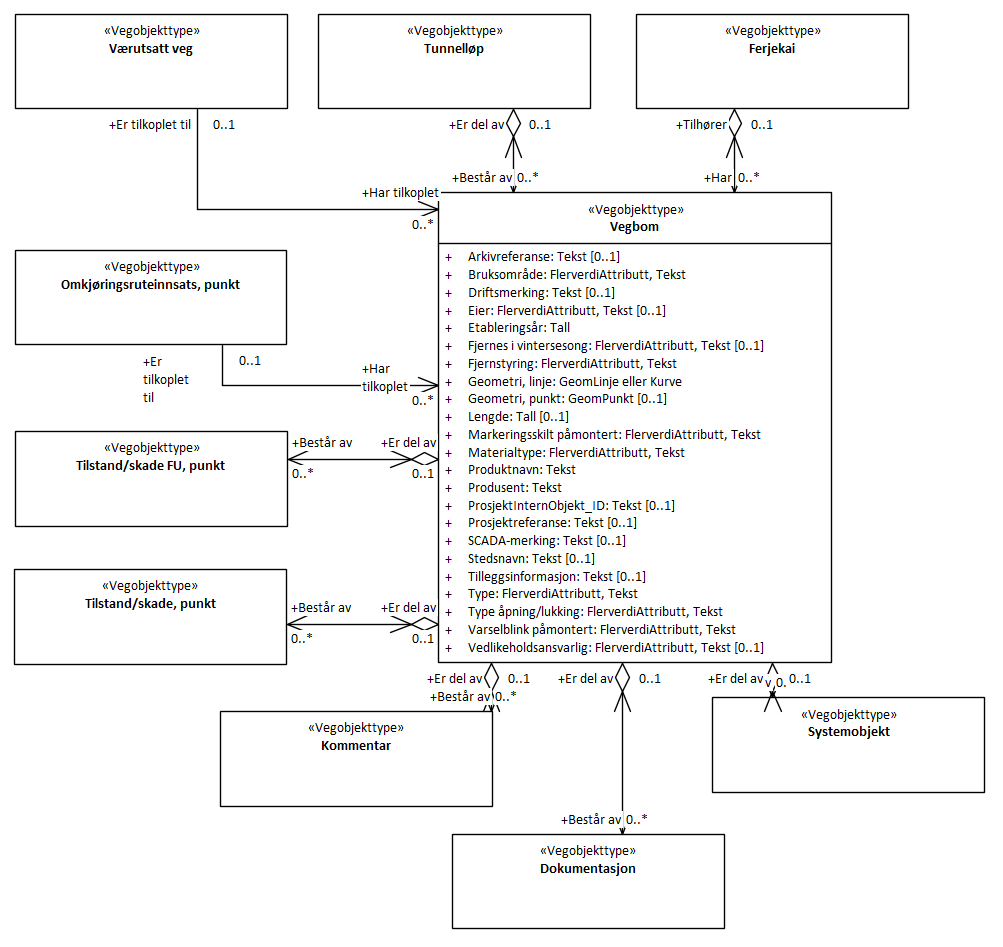 «Vegobjekttype»
Værutsatt veg
«Vegobjekttype»
Tunnelløp
«Vegobjekttype»
Ferjekai
+Er tilkoplet til
0..1
+Er del av
0..1
+Tilhører
0..1
+Består av
0..*
+Har
0..*
+Har tilkoplet
0..*
«Vegobjekttype»
Vegbom
+ Arkivreferanse: Tekst [0..1]
+ Bruksområde: FlerverdiAttributt, Tekst
+ Driftsmerking: Tekst [0..1]
+ Eier: FlerverdiAttributt, Tekst [0..1]
+ Etableringsår: Tall
+ Fjernes i vintersesong: FlerverdiAttributt, Tekst [0..1]
+ Fjernstyring: FlerverdiAttributt, Tekst
+ Geometri, linje: GeomLinje eller Kurve
+ Geometri, punkt: GeomPunkt [0..1]
+ Lengde: Tall [0..1]
+ Markeringsskilt påmontert: FlerverdiAttributt, Tekst
+ Materialtype: FlerverdiAttributt, Tekst
+ Produktnavn: Tekst
+ Produsent: Tekst
+ ProsjektInternObjekt_ID: Tekst [0..1]
+ Prosjektreferanse: Tekst [0..1]
+ SCADA-merking: Tekst [0..1]
+ Stedsnavn: Tekst [0..1]
+ Tilleggsinformasjon: Tekst [0..1]
+ Type: FlerverdiAttributt, Tekst
+ Type åpning/lukking: FlerverdiAttributt, Tekst
+ Varselblink påmontert: FlerverdiAttributt, Tekst
+ Vedlikeholdsansvarlig: FlerverdiAttributt, Tekst [0..1]
«Vegobjekttype»
Omkjøringsruteinnsats, punkt
+Er
tilkoplet
til
0..1
+Har
tilkoplet
0..*
«Vegobjekttype»
Tilstand/skade FU, punkt
+Består av
0..*
+Er del av
0..1
«Vegobjekttype»
Tilstand/skade, punkt
+Består av
0..*
+Er del av
0..1
+Er del av
0..1
+Består av
0..*
«Vegobjekttype»
Kommentar
+Er del av
0..1
+Består av
0..*
«Vegobjekttype»
Dokumentasjon
+Er del av
v 0.
0..1
«Vegobjekttype»
Systemobjekt